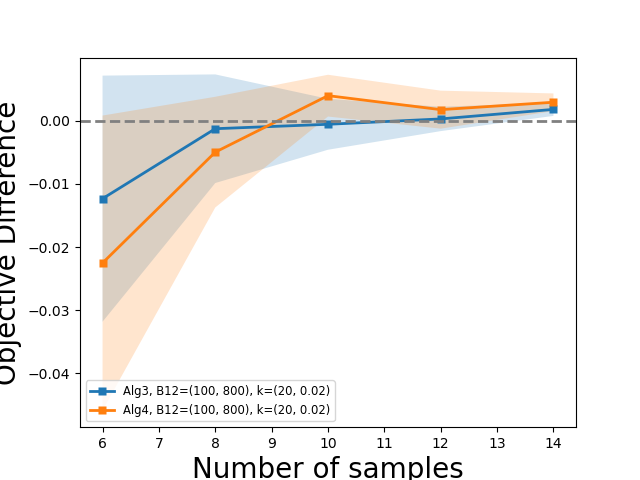 Objective Difference
0.00
−0.01
−0.02
−0.03
−0.04
Alg3, B12=(100, 800), k=(20, 0.02)
Alg4, B12=(100, 800), k=(20, 0.02)
6 7 8 9 10 11 12 13 14
Number of samples